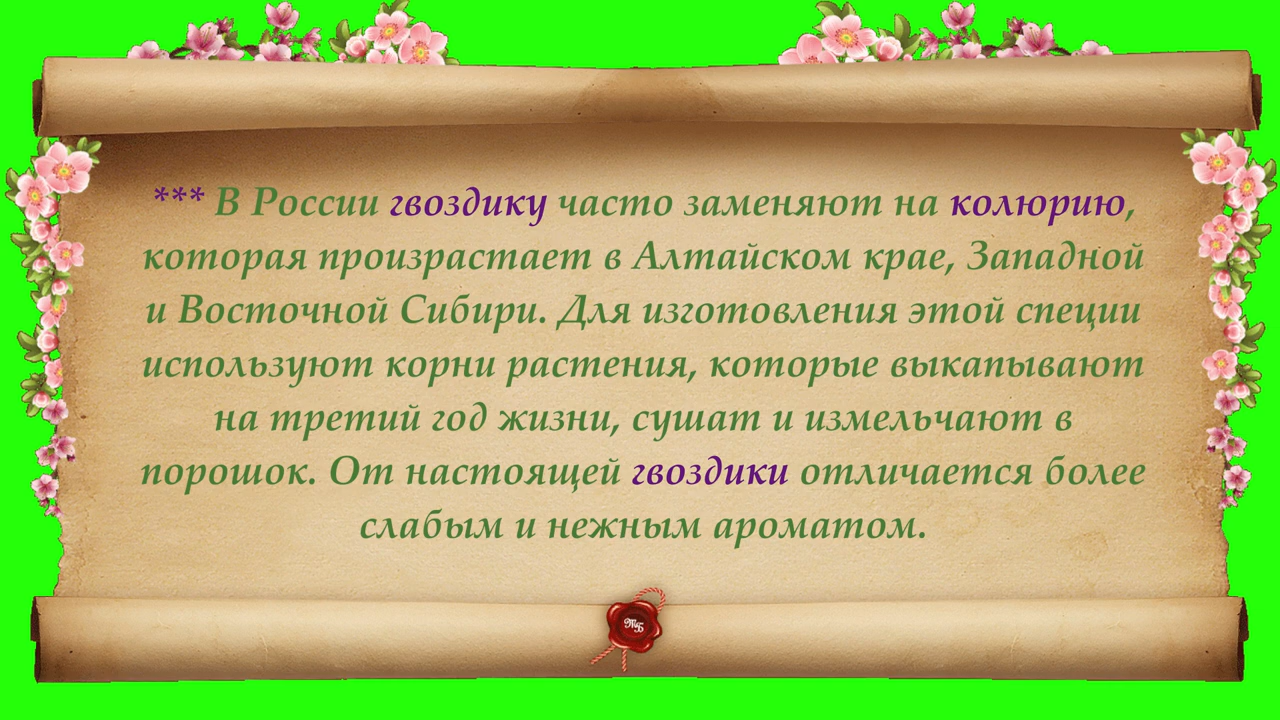 *** В России гвоздику часто заменяют на колюрию,
которая произрастает в Алтайском крае, Западной
и Восточной Сибири. Для изготовления этой специи
используют корни растения, которые выкапывают
на третий год жизни, сушат и измельчают в
порошок. От настоящей гвоздики отличается более
слабым и нежным ароматом.